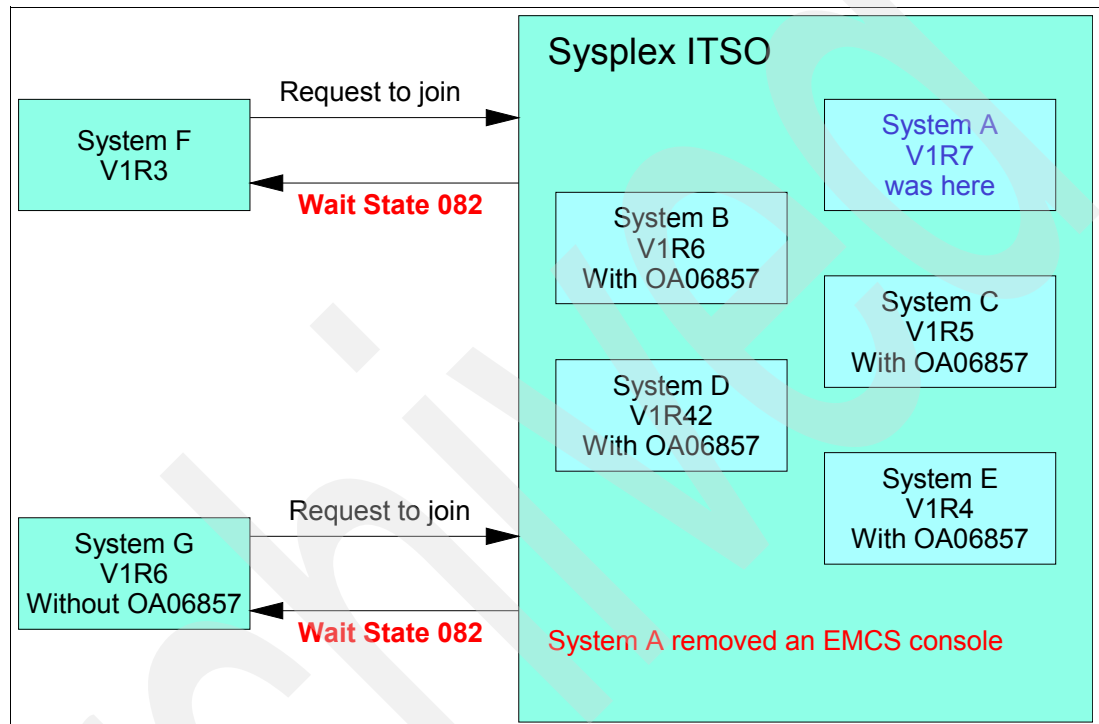 Sysplex ITSO
Request to join
System F
V1R3
Wait State 082
System A
V1R7
was here
System B
V1R6
With OA06857
System C
V1R5
With OA06857
System D
V1R42
With OA06857
System E
V1R4
With OA06857
Request to join
System G
V1R6
Without OA06857
Wait State 082
System A removed an EMCS console